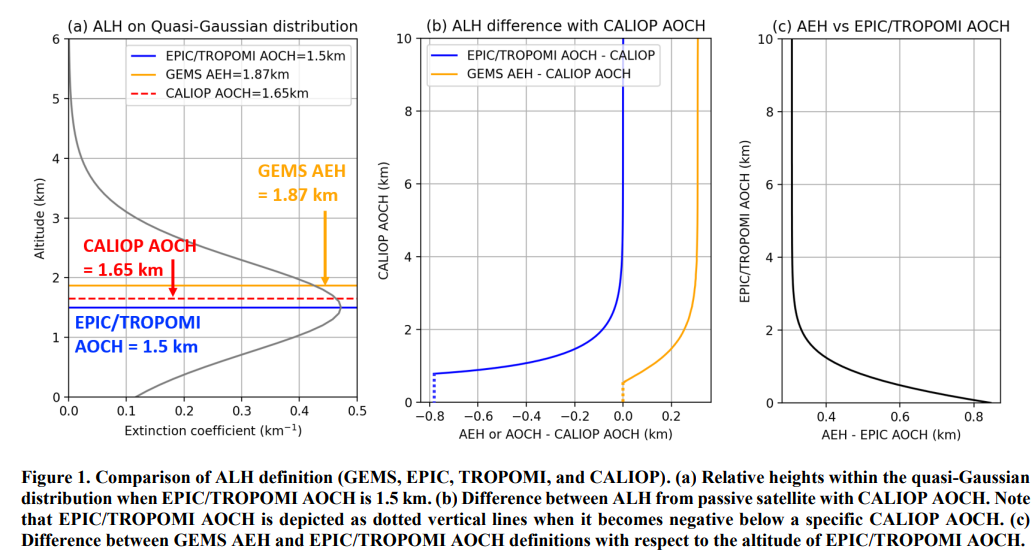 (a) ALH on Quasi-Gaussian distribution
6
5
4
3
2
1
0
Altitude (km)
EPIC/TROPOMI AOCH=1.5km
GEMS AEH=1.87km
CALIOP AOCH=1.65km
GEMS AEH
= 1.87 km
CALIOP AOCH
= 1.65 km
EPIC/TROPOMI
AOCH = 1.5 km
0.0 0.1 0.2 0.3 0.4 0.5
Extinction coefficient (km⁻¹)
(b) ALH difference with CALIOP AOCH
10
8
6
4
2
0
CALIOP AOCH (km)
EPIC/TROPOMI AOCH - CALIOP
GEMS AEH - CALIOP AOCH
−0.8 −0.6 −0.4 −0.2 0.0 0.2
AEH or AOCH - CALIOP AOCH (km)
(c) AEH vs EPIC/TROPOMI AOCH
10
8
6
4
2
0
EPIC/TROPOMI AOCH (km)
0.4 0.6 0.8
AEH - EPIC AOCH (km)
Figure 1. Comparison of ALH definition (GEMS, EPIC, TROPOMI, and CALIOP). (a) Relative heights within the quasi-Gaussian
distribution when EPIC/TROPOMI AOCH is 1.5 km. (b) Difference between ALH from passive satellite with CALIOP AOCH. Note
that EPIC/TROPOMI AOCH is depicted as dotted vertical lines when it becomes negative below a specific CALIOP AOCH. (c)
Difference between GEMS AEH and EPIC/TROPOMI AOCH definitions with respect to the altitude of EPIC/TROPOMI AOCH.